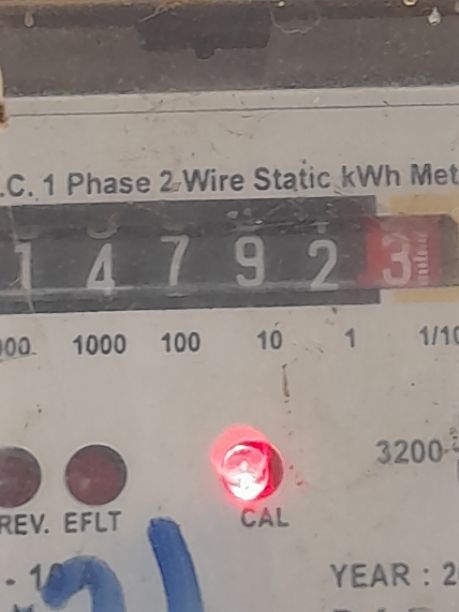 .C. 1 Phase 2 Wire Static kWh Met
1 4 7 9 2 3
000 1000 100 10 1 1/10
3200
REV. EFLT CAL
YEAR : 2